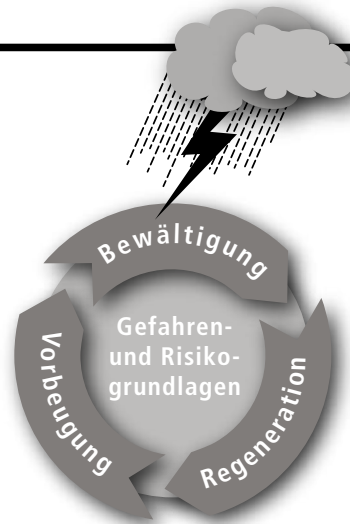 Bewältigung
Gefahren-
und Risiko-
grundlagen
Vorbeugung
Regeneration